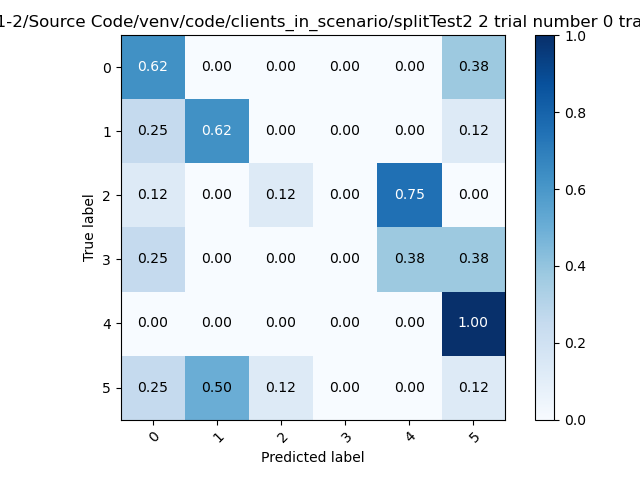 1-2/Source Code/venv/code/clients_in_scenario/splitTest2 2 trial number 0 tra
True label
0 0.62 0.00 0.00 0.00 0.00 0.38
1 0.25 0.62 0.00 0.00 0.00 0.12
2 0.12 0.00 0.12 0.00 0.75 0.00
3 0.25 0.00 0.00 0.00 0.38 0.38
4 0.00 0.00 0.00 0.00 0.00 1.00
5 0.25 0.50 0.12 0.00 0.00 0.12
0 1 2 3 4 5
Predicted label
1.0
0.8
0.6
0.4
0.2
0.0